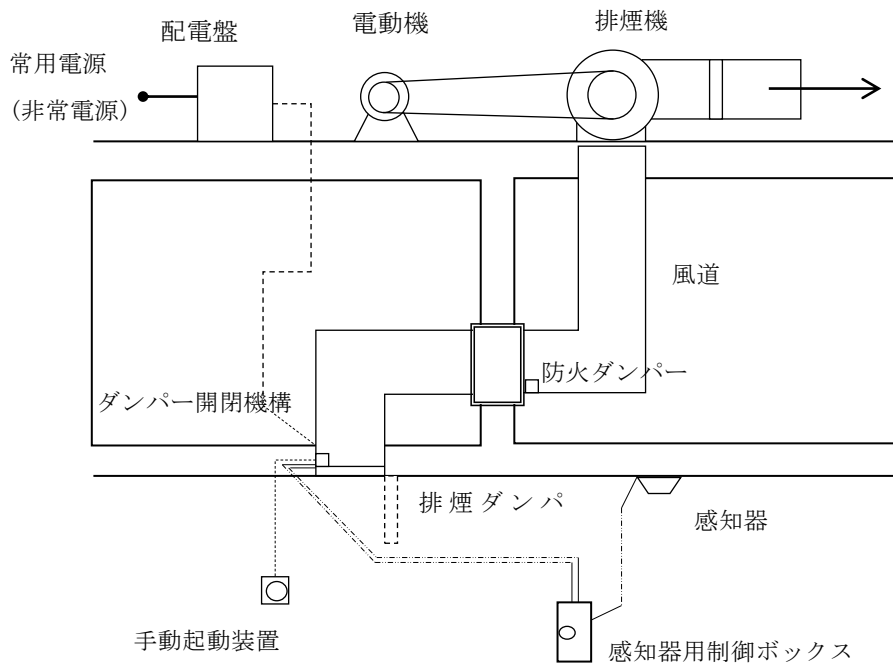 配電盤
電動機
排煙機
常用電源
(非常電源)
風道
防火ダンパー
ダンパー開閉機構
排煙ダンパ
感知器
手動起動装置
感知器用制御ボックス